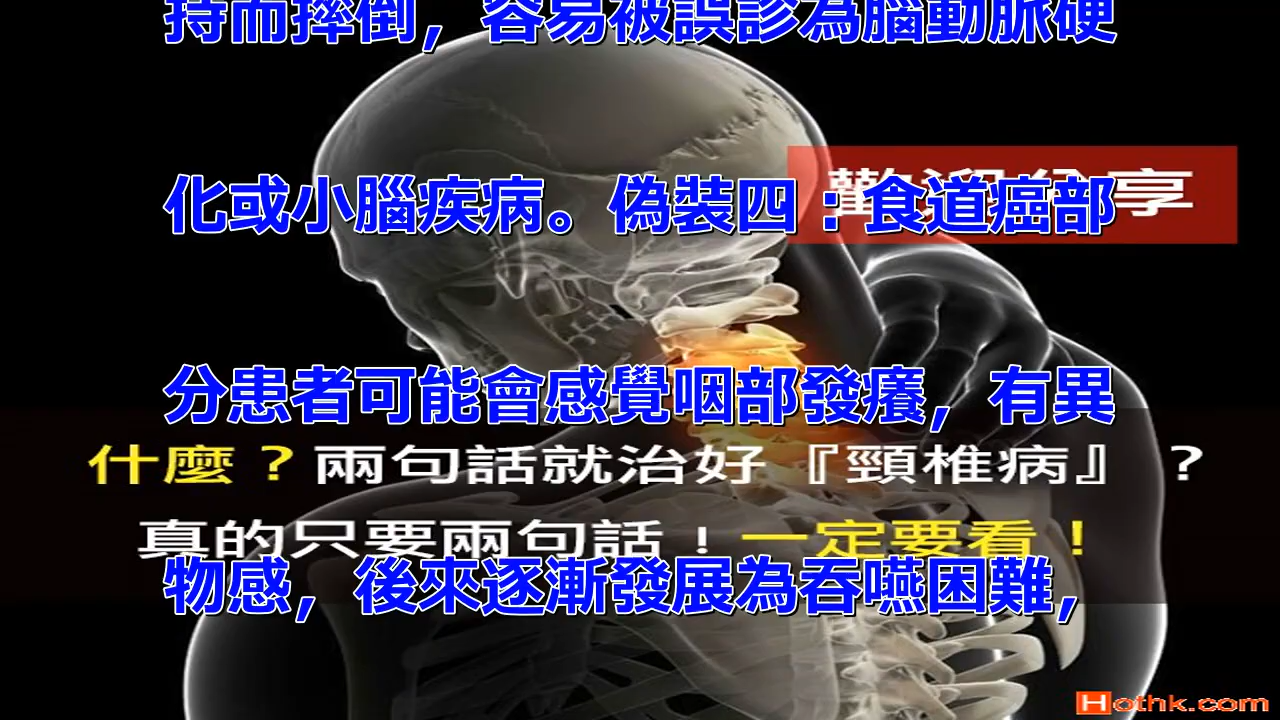 持而摔倒，容易被誤診為腦動脈硬
歡迎分享
化或小腦疾病。偽裝四：食道癌部
分患者可能會感覺咽部發癢，有異
什麼？兩句話就治好『頸椎病』？
真的只要兩句話！一定要看！
物感，後來逐漸發展為吞嚥困難，
Hothk.com